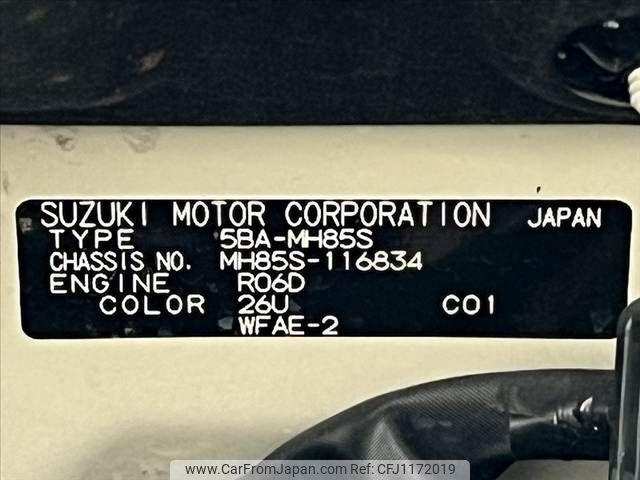 SUZUKI MOTOR CORPORATION JAPAN
TYPE 5BA-MH85S
CHASSIS NO. MH85S-116834
ENGINE R06D
COLOR 26U C01
WFAE-2
www.CarFromJapan.com | Ref: CFJ1172019